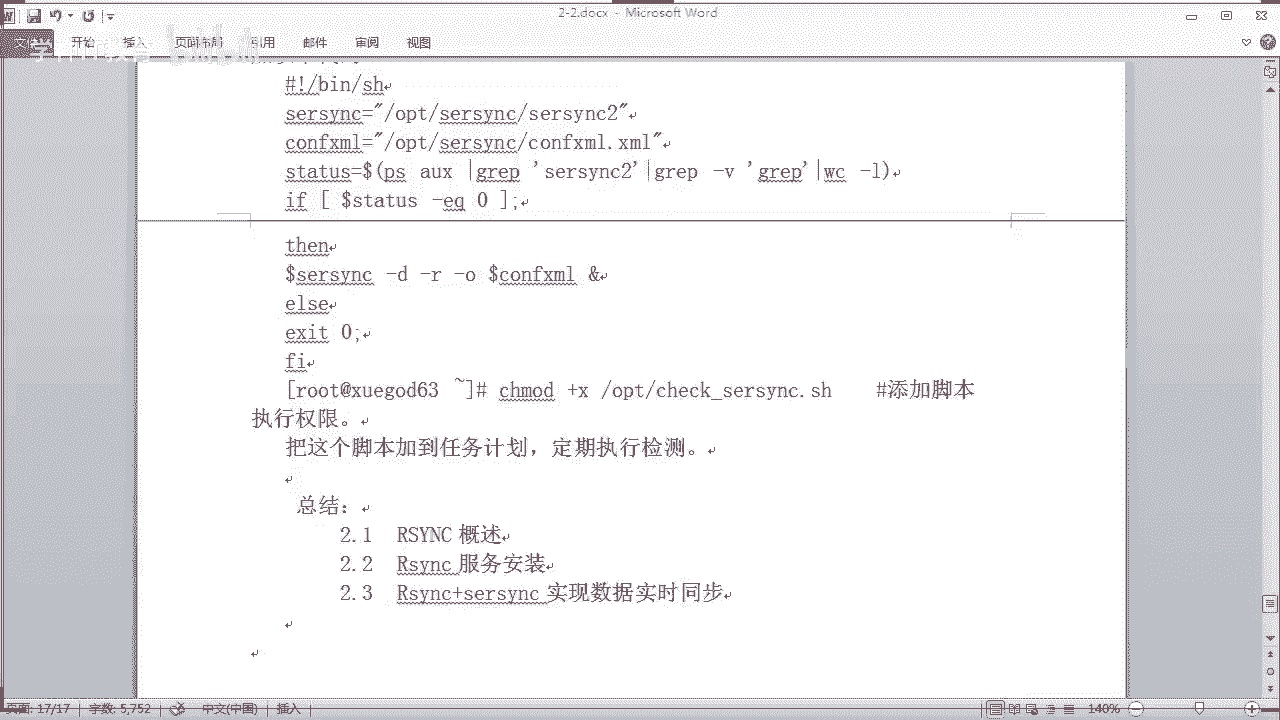 2-2.docx - Microsoft Word
开始 插入 页面布局 引用 邮件 审阅 视图
#!/bin/sh
sersync="/opt/sersync/sersync2"
confxml="/opt/sersync/confxml.xml"
status=$(ps aux |grep 'sersync2'|grep -v 'grep'|wc -l)
if [ $status -eq 0 ];
then
$sersync -d -r -o $confxml &
else
exit 0;
fi
[root@xuegod63 ~]# chmod +x /opt/check_sersync.sh #添加脚本
执行权限。
把这个脚本加到任务计划，定期执行检测。
总结：
2.1 RSYNC 概述
2.2 Rsync 服务安装
2.3 Rsync+sersync 实现数据实时同步
页面: 17/17 字数: 5,752 中文(中国) 插入 140%